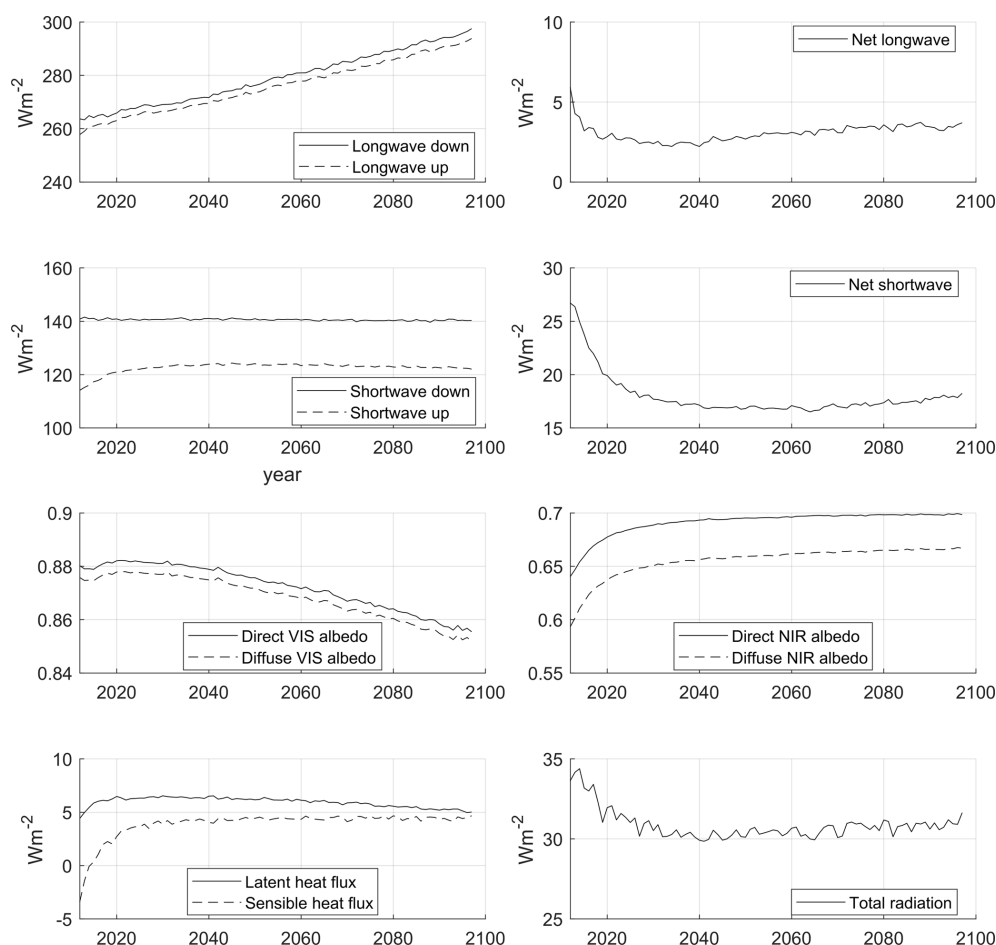 300
280
260
240
Wm-2
Longwave down
Longwave up
2020 2040 2060 2080 2100
10
5
0
Wm-2
Net longwave
2020 2040 2060 2080 2100
160
140
120
100
Wm-2
Shortwave down
Shortwave up
2020 2040 2060 2080 2100
year
30
25
20
15
Wm-2
Net shortwave
2020 2040 2060 2080 2100
0.9
0.88
0.86
0.84
Direct VIS albedo
Diffuse VIS albedo
2020 2040 2060 2080 2100
0.7
0.65
0.6
0.55
Direct NIR albedo
Diffuse NIR albedo
2020 2040 2060 2080 2100
10
5
0
-5
Wm-2
Latent heat flux
Sensible heat flux
2020 2040 2060 2080 2100
35
30
25
Wm-2
Total radiation
2020 2040 2060 2080 2100